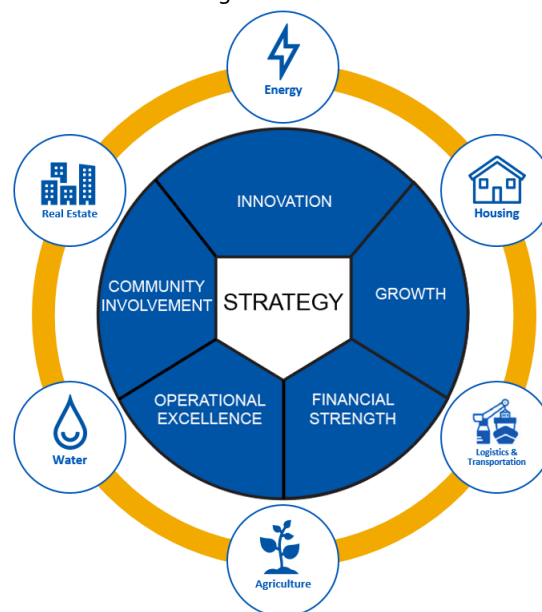 Energy
Real Estate
Housing
INNOVATION
COMMUNITY
INVOLVEMENT
STRATEGY
GROWTH
OPERATIONAL
EXCELLENCE
FINANCIAL
STRENGTH
Water
Logistics &
Transportation
Agriculture